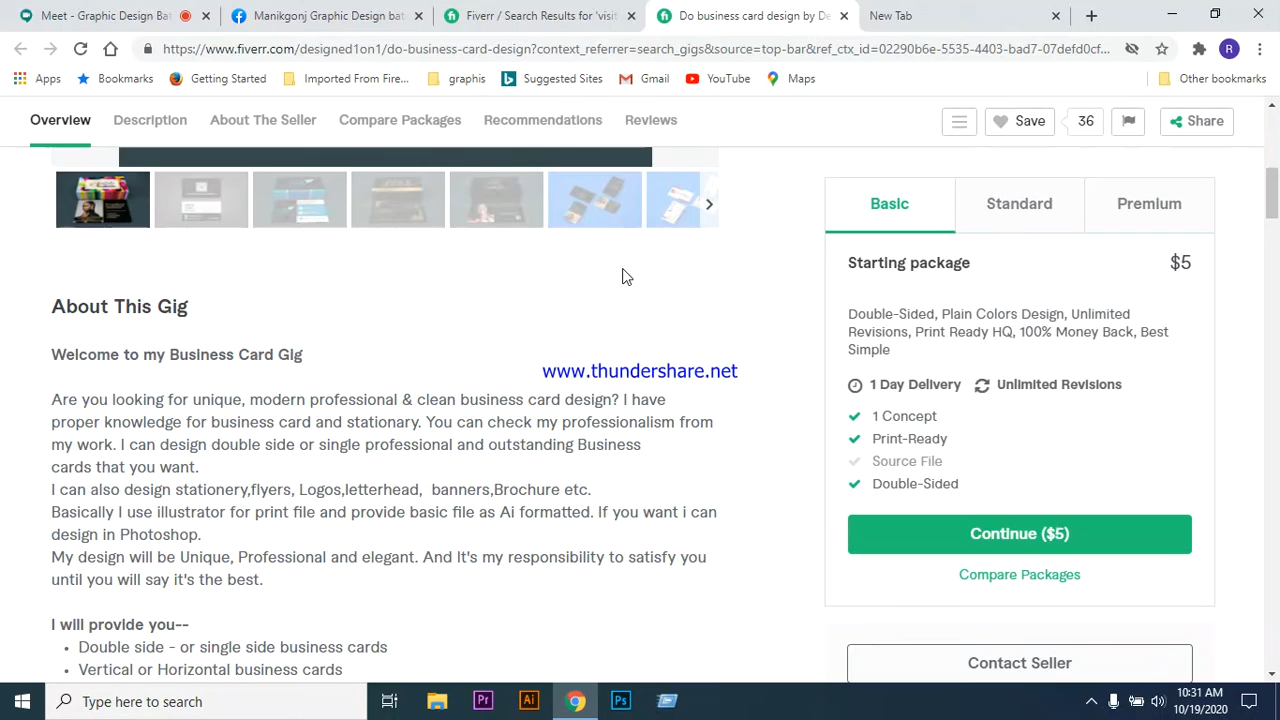 Meet - Graphic Design Bat
Manikgonj Graphic Design bat
Fiverr / Search Results for 'visit
Do business card design by De
New Tab
https://www.fiverr.com/designed1on1/do-business-card-design?context_referrer=search_gigs&source=top-bar&ref_ctx_id=02290b6e-5535-4403-bad7-07defd0cf...
R
Apps
Bookmarks
Getting Started
Imported From Fire...
graphis
Suggested Sites
Gmail
YouTube
Maps
Other bookmarks
Overview
Description
About The Seller
Compare Packages
Recommendations
Reviews
Save
36
Share
Basic
Standard
Premium
Starting package
$5
Double-Sided, Plain Colors Design, Unlimited
Revisions, Print Ready HQ, 100% Money Back, Best
Simple
1 Day Delivery
Unlimited Revisions
1 Concept
Print-Ready
Source File
Double-Sided
Continue ($5)
Compare Packages
Contact Seller
About This Gig
Welcome to my Business Card Gig
www.thundershare.net
Are you looking for unique, modern professional & clean business card design? I have
proper knowledge for business card and stationary. You can check my professionalism from
my work. I can design double side or single professional and outstanding Business
cards that you want.
I can also design stationery,flyers, Logos,letterhead, banners,Brochure etc.
Basically I use illustrator for print file and provide basic file as Ai formatted. If you want i can
design in Photoshop.
My design will be Unique, Professional and elegant. And It's my responsibility to satisfy you
until you will say it's the best.
I will provide you--
• Double side - or single side business cards
• Vertical or Horizontal business cards
Type here to search
Pr
Ai
Ps
10:31 AM
10/19/2020